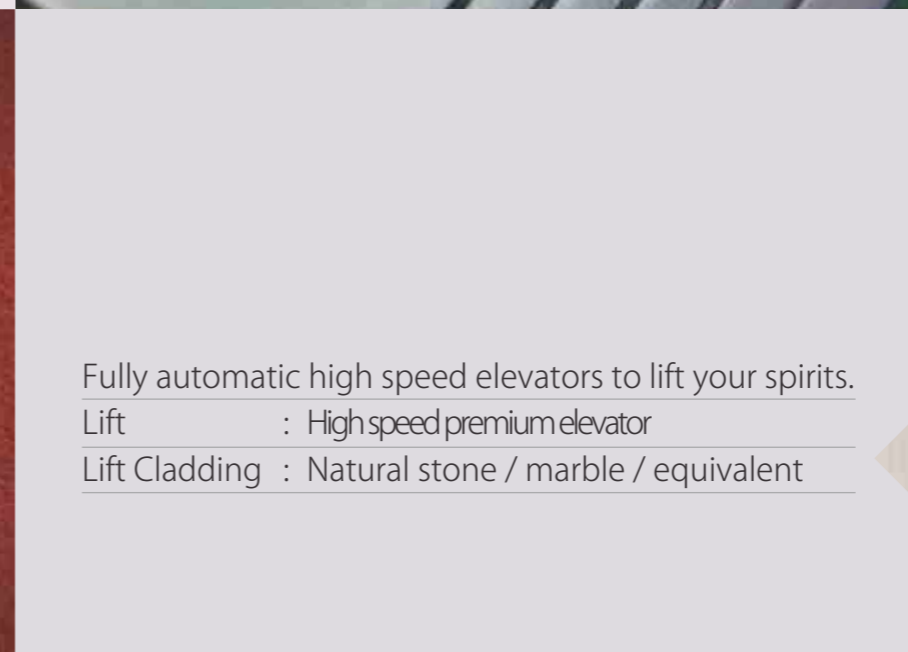 Fully automatic high speed elevators to lift your spirits.
Lift : High speed premium elevator
Lift Cladding : Natural stone / marble / equivalent